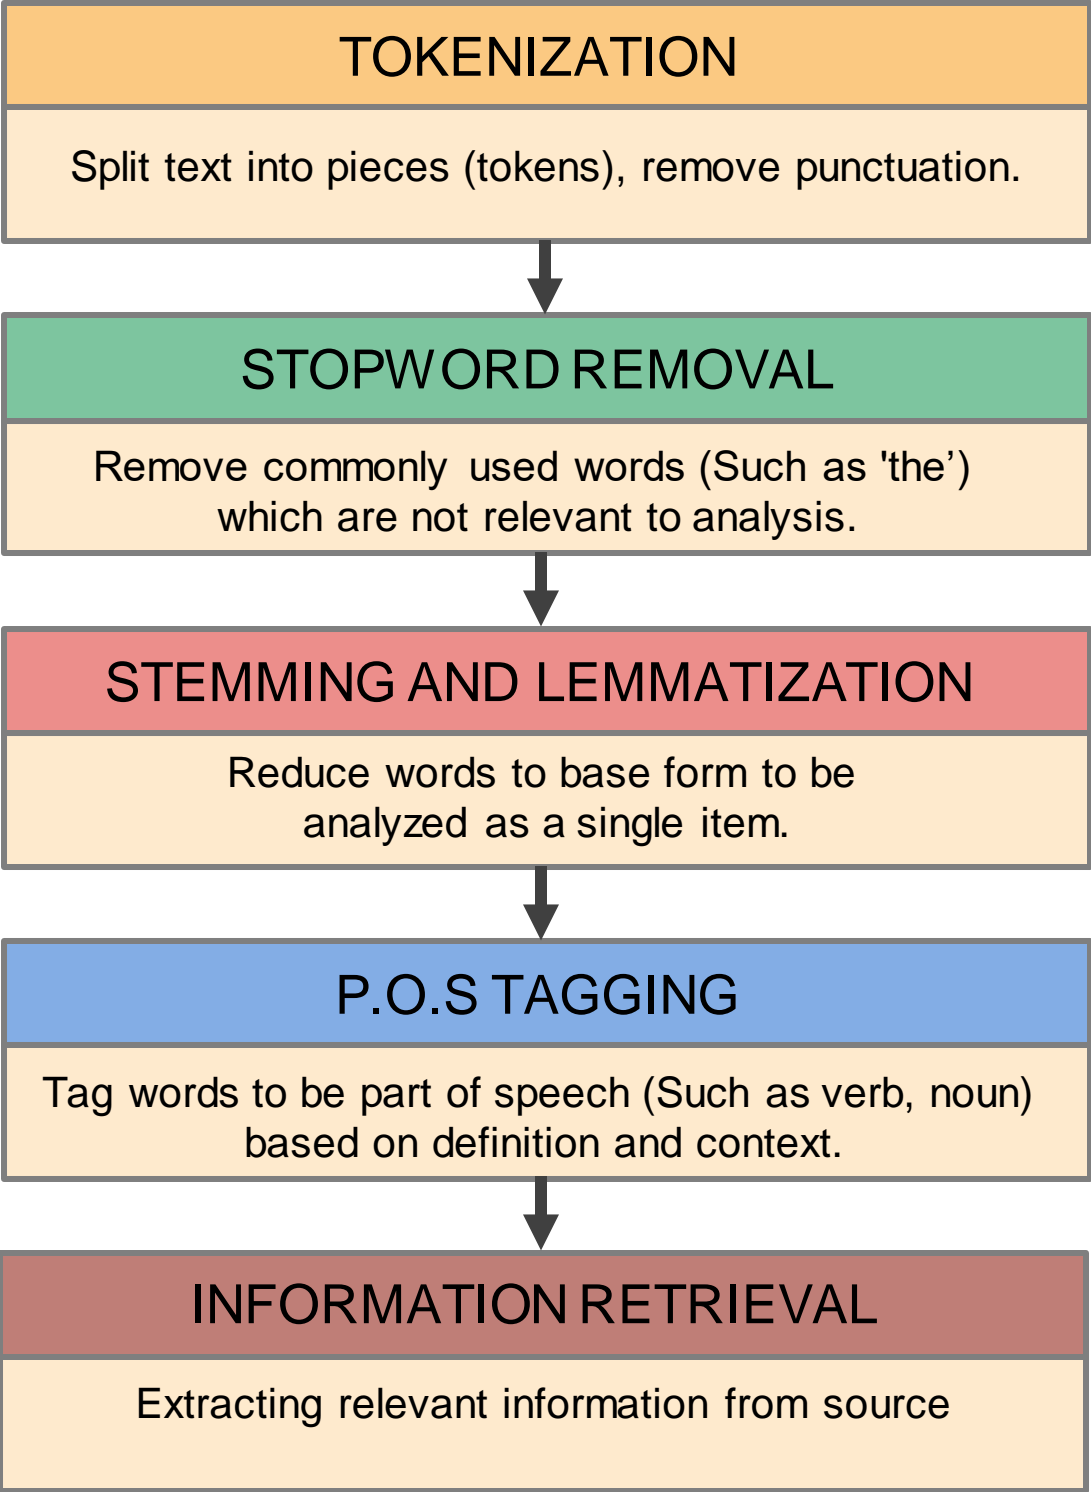 TOKENIZATION
Split text into pieces (tokens), remove punctuation.
STOPWORD REMOVAL
Remove commonly used words (Such as 'the’)
which are not relevant to analysis.
STEMMING AND LEMMATIZATION
Reduce words to base form to be
analyzed as a single item.
P.O.S TAGGING
Tag words to be part of speech (Such as verb, noun)
based on definition and context.
INFORMATION RETRIEVAL
Extracting relevant information from source